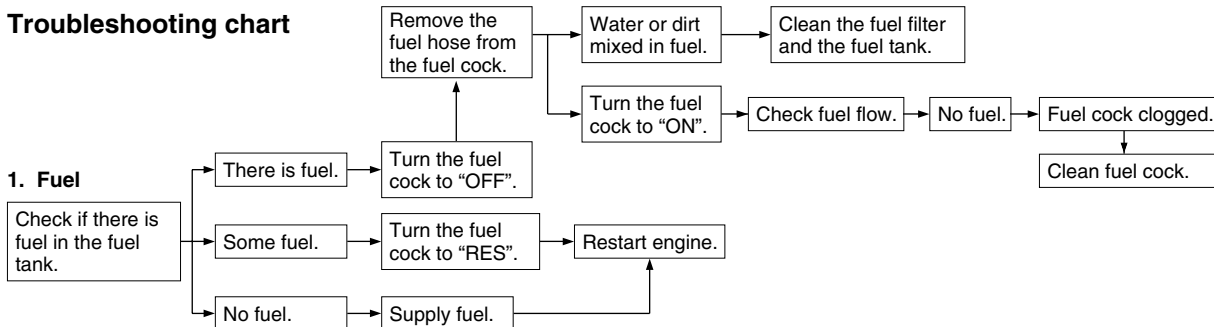 Troubleshooting chart
Remove the
fuel hose from
the fuel cock.
Water or dirt
mixed in fuel.
Clean the fuel filter
and the fuel tank.
Turn the fuel
cock to “ON”.
Check fuel flow.
No fuel.
Fuel cock clogged.
Clean fuel cock.
1. Fuel
Check if there is
fuel in the fuel
tank.
There is fuel.
Turn the fuel
cock to “OFF”.
Some fuel.
Turn the fuel
cock to “RES”.
Restart engine.
No fuel.
Supply fuel.